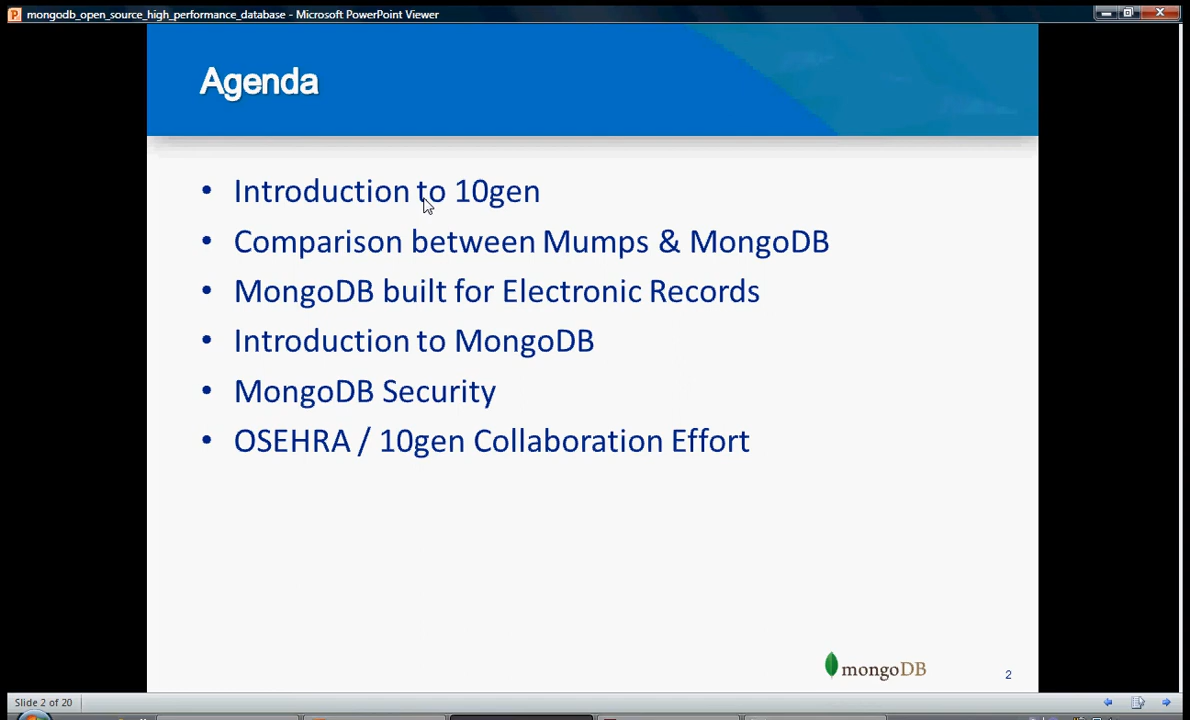 mongodb_open_source_high_performance_database - Microsoft PowerPoint Viewer
Agenda
• Introduction to 10gen
• Comparison between Mumps & MongoDB
• MongoDB built for Electronic Records
• Introduction to MongoDB
• MongoDB Security
• OSEHRA / 10gen Collaboration Effort
mongoDB
2
Slide 2 of 20